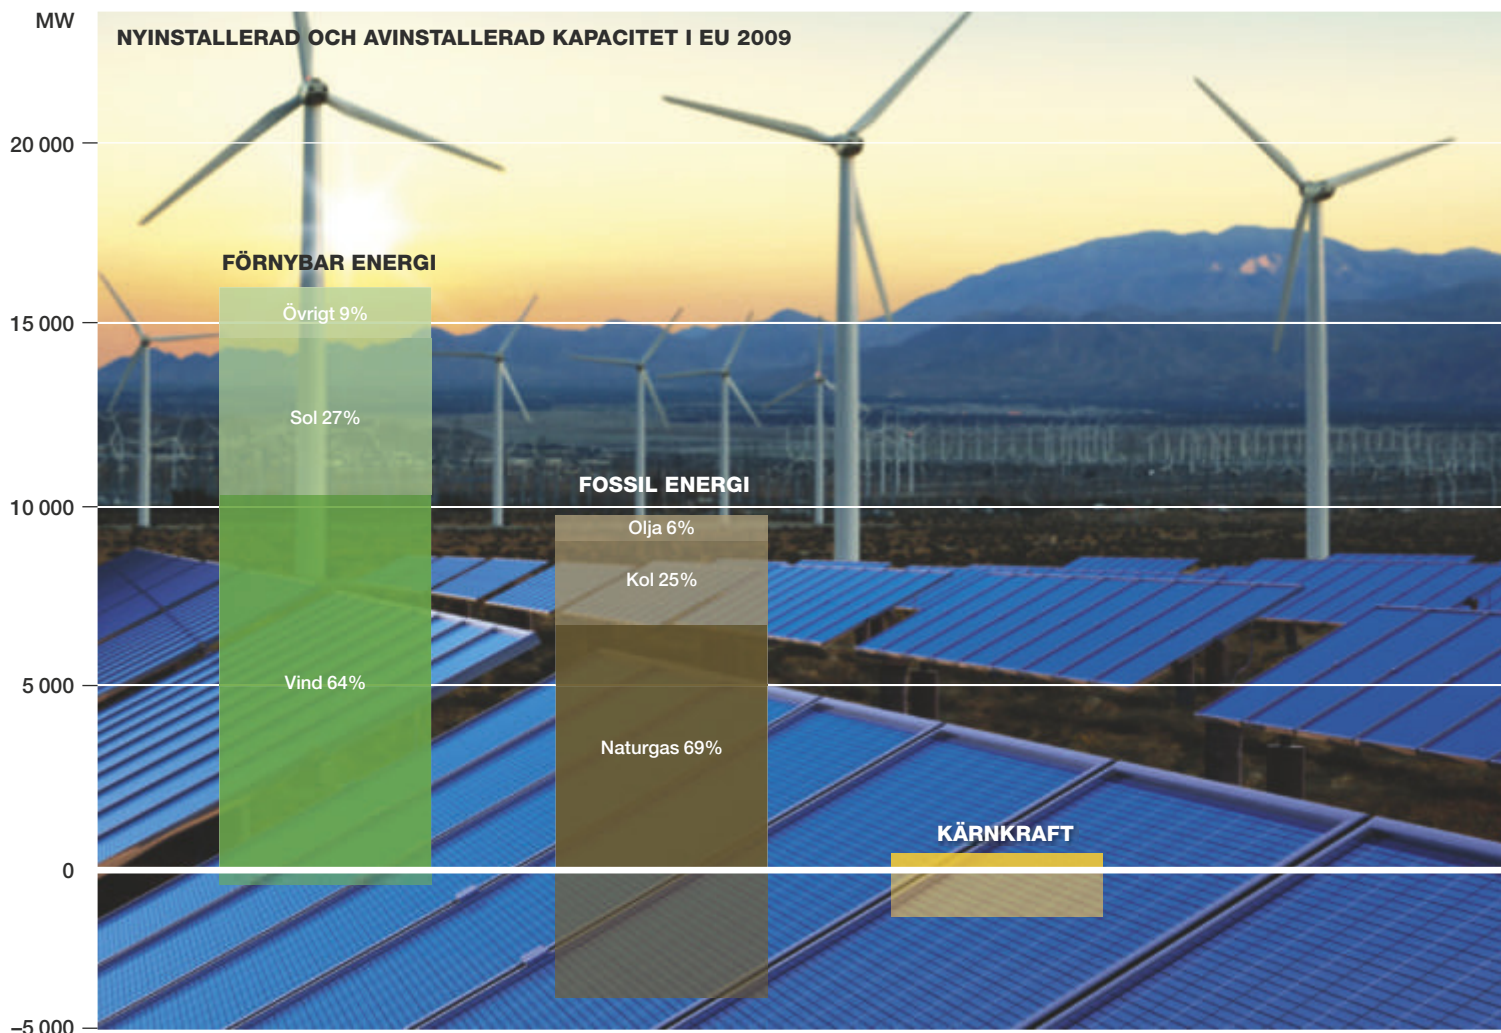 MW
NYINSTALLERAD OCH AVINSTALLERAD KAPACITET I EU 2009
20 000
FÖRNYBAR ENERGI
Övrigt 9%
15 000
Sol 27%
FOSSIL ENERGI
10 000
Olja 6%
Kol 25%
Vind 64%
5 000
Naturgas 69%
KÄRNKRAFT
0
–5 000